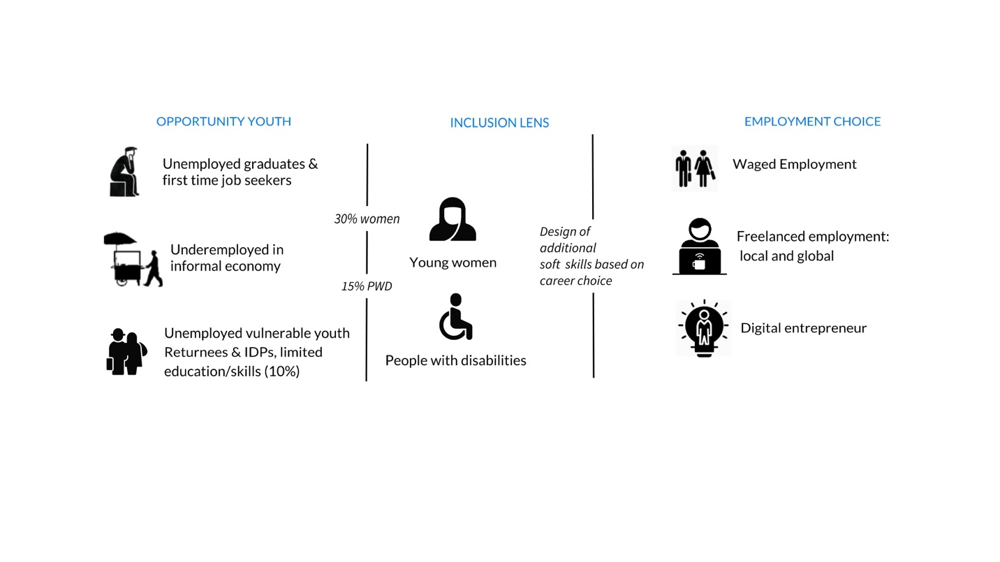 OPPORTUNITY YOUTH
Unemployed graduates &
first time job seekers
Underemployed in
informal economy
Unemployed vulnerable youth
Returnees & IDPs, limited
education/skills (10%)
30% women
15% PWD
INCLUSION LENS
Young women
People with disabilities
Design of
additional
soft skills based on
career choice
EMPLOYMENT CHOICE
Waged Employment
Freelanced employment:
local and global
Digital entrepreneur